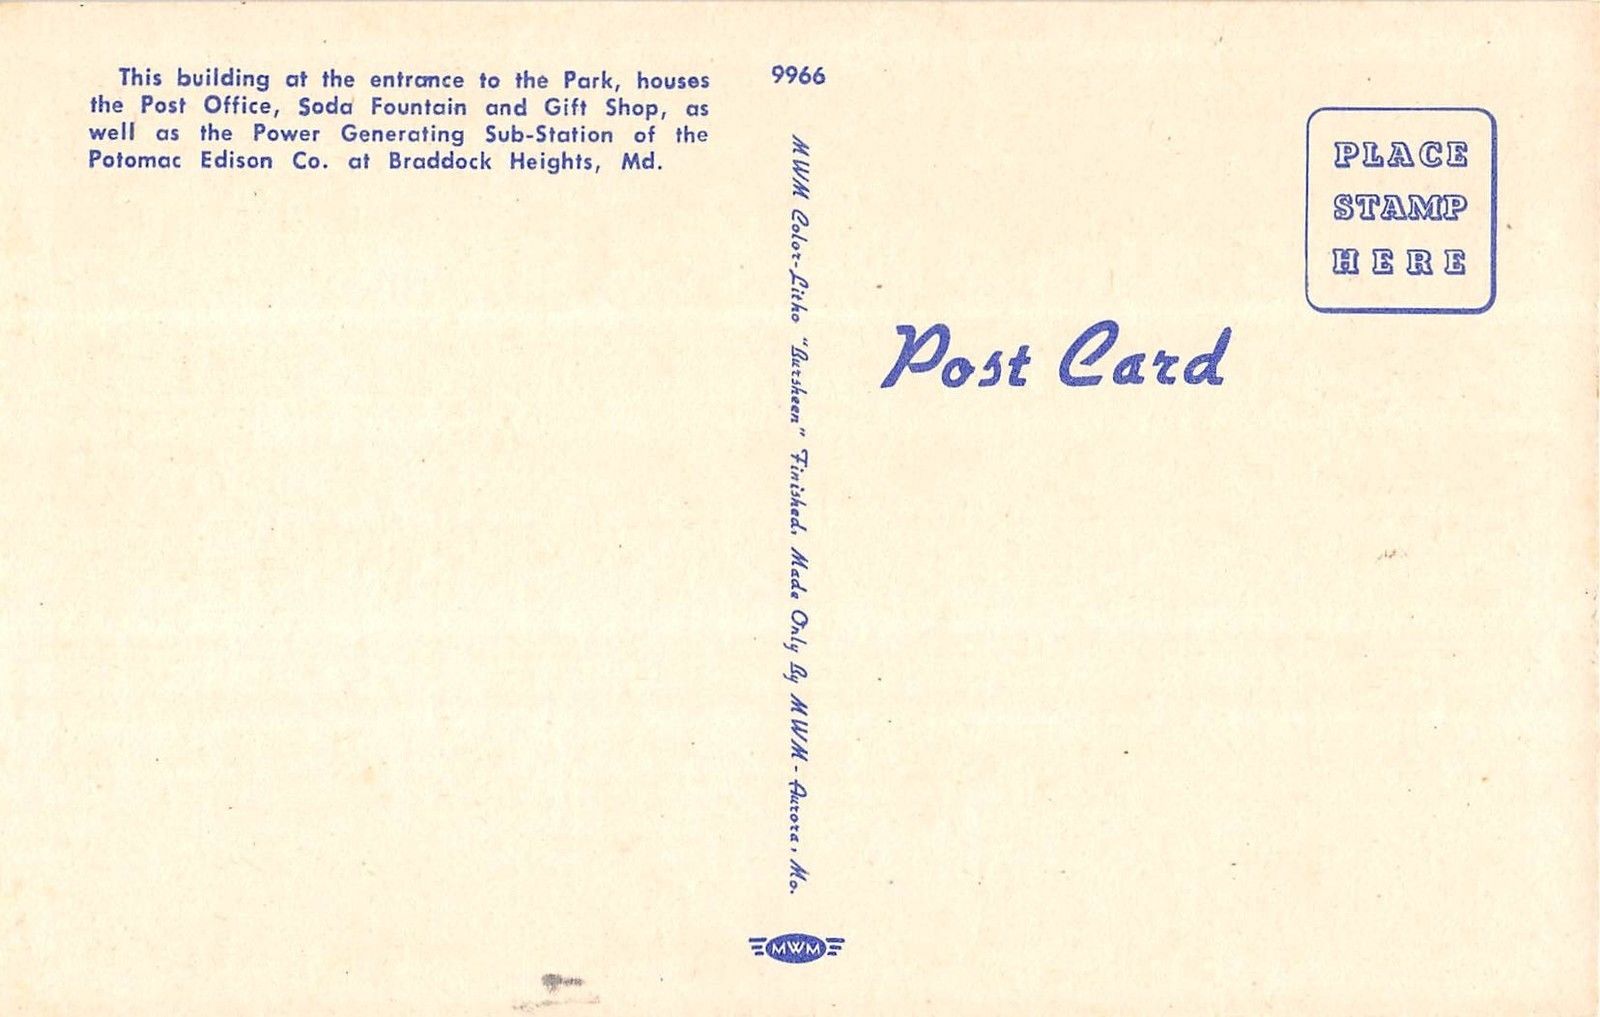 This building at the entrance to the Park, houses
the Post Office, Soda Fountain and Gift Shop, as
well as the Power Generating Sub-Station of the
Potomac Edison Co. at Braddock Heights, Md.
9966
MWM Color-Litho "Bursheen" Finished. Made Only By MWM - Aurora, Mo.
MWM
Post Card
PLACE
STAMP
HERE